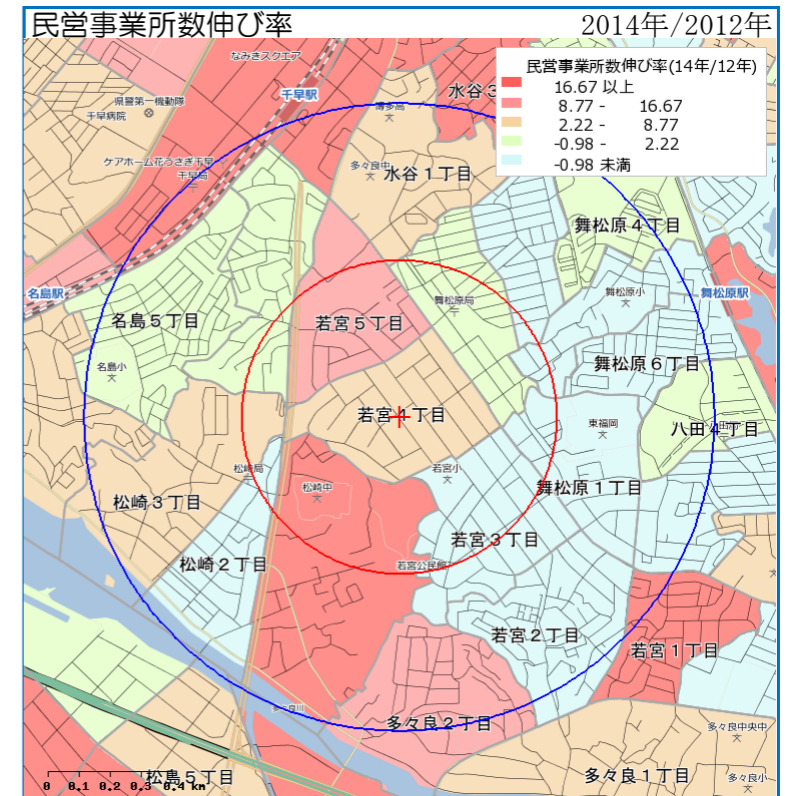 民営事業所数伸び率
2014年/2012年
民営事業所数伸び率(14年/12年)
16.67 以上
8.77 - 16.67
2.22 - 8.77
-0.98 - 2.22
-0.98 未満
なみきスクエア
千早駅
水谷3
県警第一機動隊
千早病院
博多高
ケアホーム花うさぎ千早
千早局
多々良中
水谷1丁目
舞松原4丁目
名島駅
舞松原局
舞松原小
舞松原駅
名島5丁目
若宮5丁目
名島小
舞松原6丁目
若宮4丁目
東福岡
八田4丁目
松崎局
若宮小
松崎中
舞松原1丁目
松崎3丁目
若宮3丁目
松崎2丁目
若宮公民館
若宮2丁目
若宮1丁目
多々良川
多々良2丁目
多々良中央中
松島5丁目
多々良1丁目
多々良小
0 0.1 0.2 0.3 0.4 km